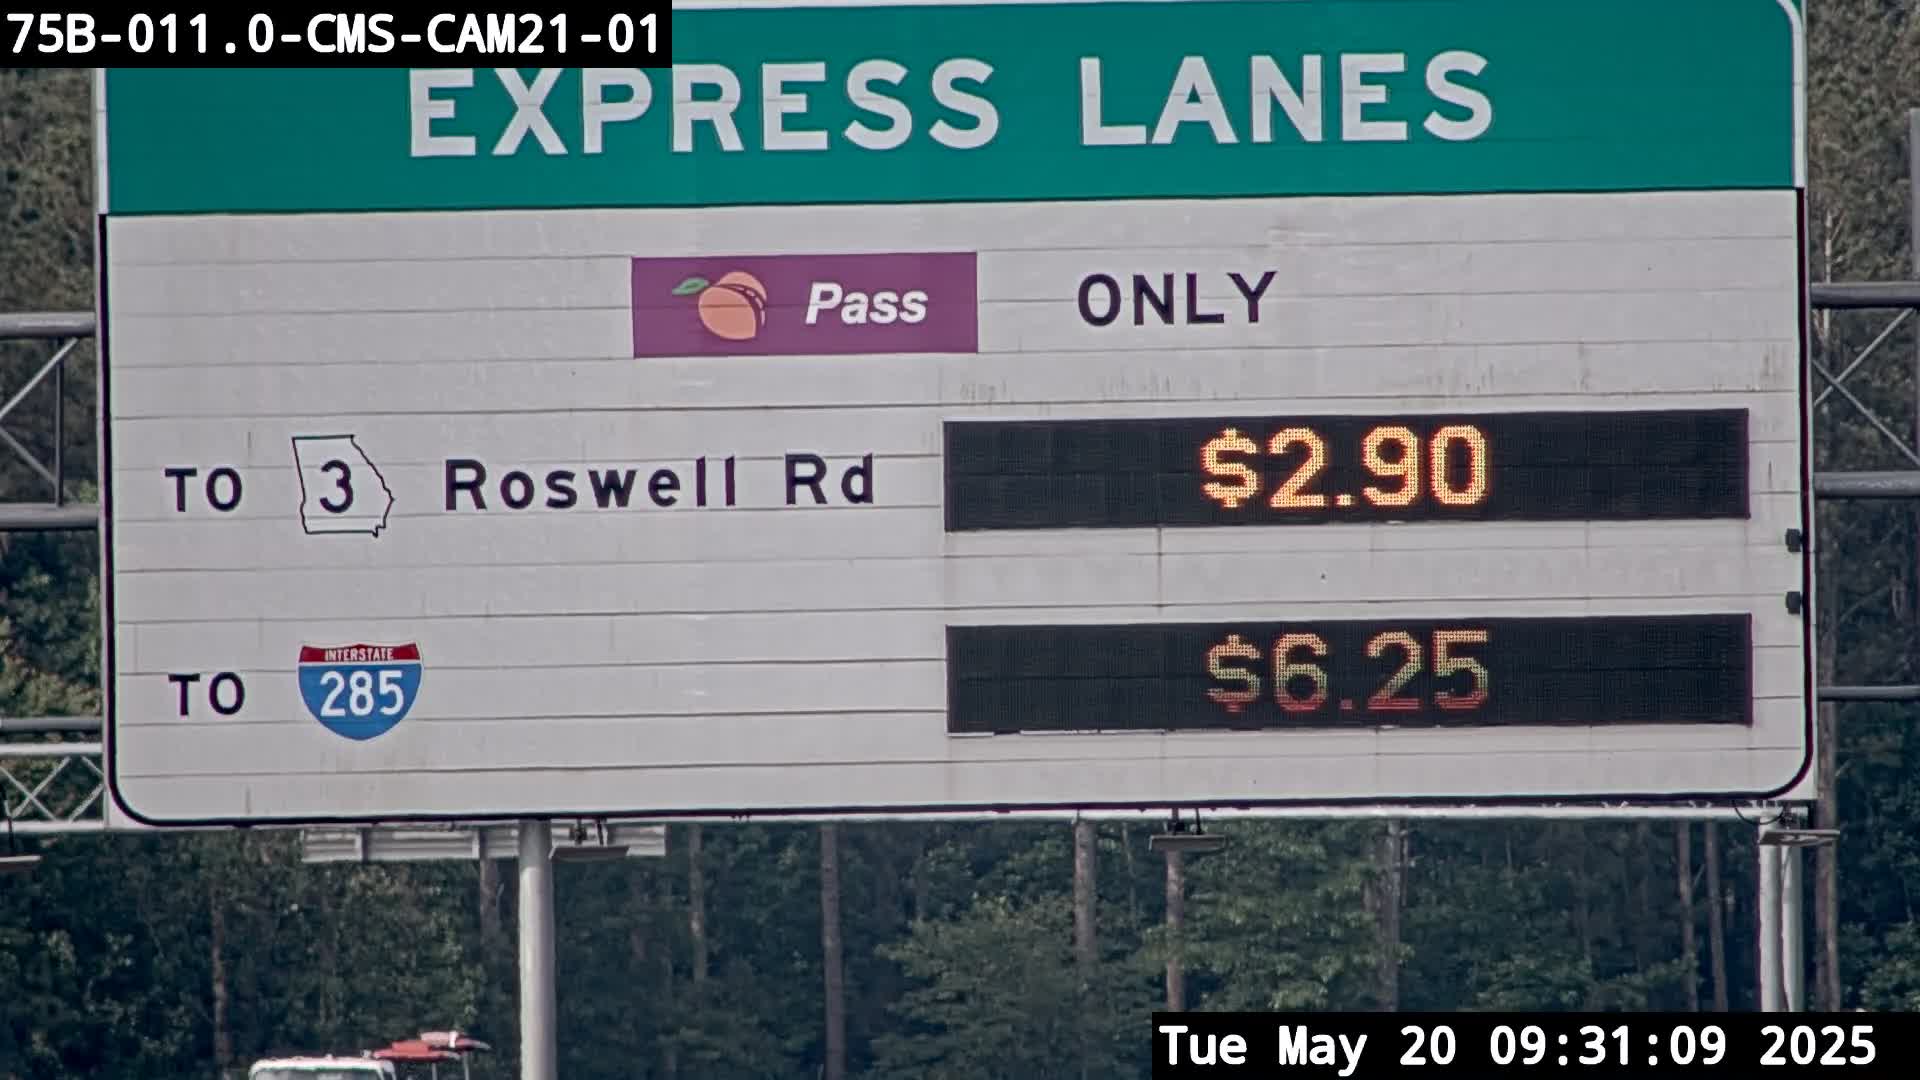 75B-011.0-CMS-CAM21-01
EXPRESS LANES
Pass ONLY
TO 3 Roswell Rd $2.90
INTERSTATE
TO 285 $6.25
Tue May 20 09:31:09 2025